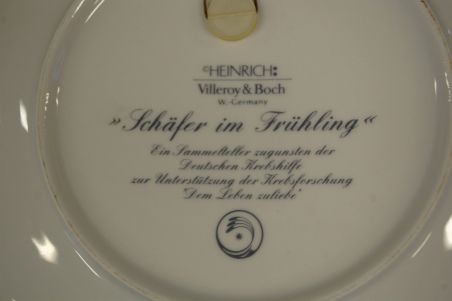 ©HEINRICH:
Villeroy & Boch
W.-Germany
»Schäfer im Frühling«
Ein Sammelteller zugunsten der
Deutschen Krebshilfe
zur Unterstützung der Krebsforschung
"Dem Leben zuliebe"